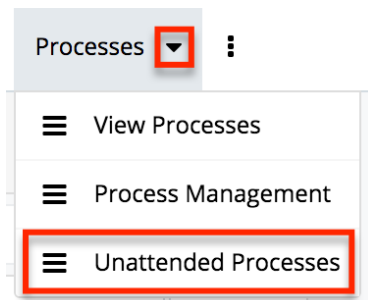 Processes
View Processes
Process Management
Unattended Processes